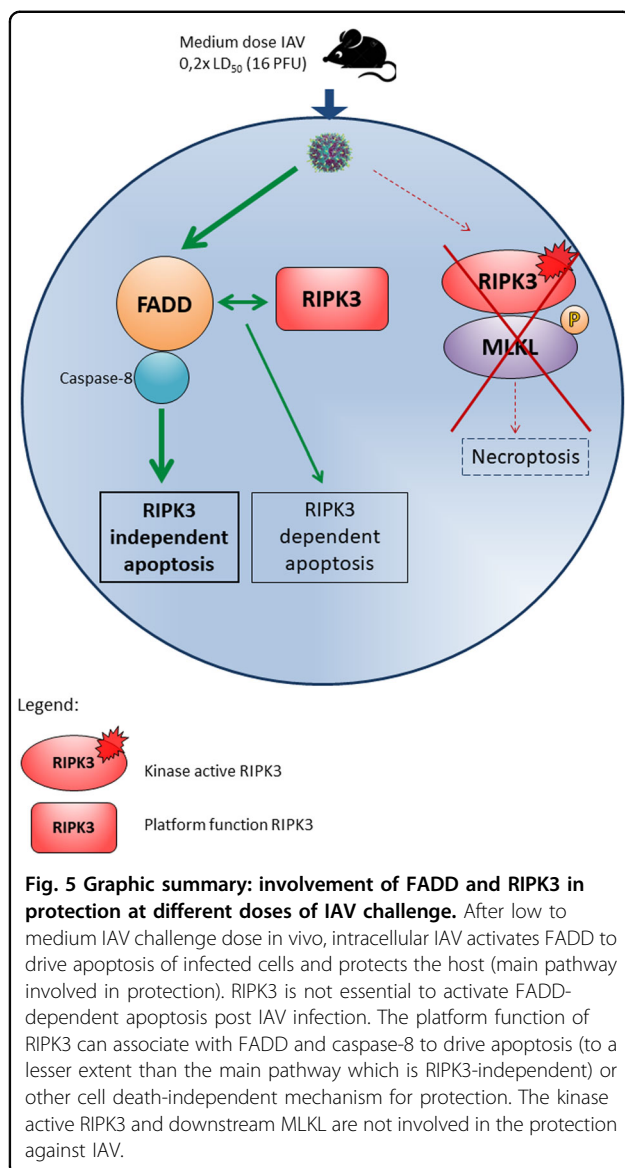 Medium dose IAV
0,2x LD₅₀ (16 PFU)
FADD
RIPK3
RIPK3
P
MLKL
Caspase-8
Necroptosis
RIPK3
independent
apoptosis
RIPK3
dependent
apoptosis
Legend:
RIPK3
Kinase active RIPK3
RIPK3
Platform function RIPK3
Fig. 5 Graphic summary: involvement of FADD and RIPK3 in
protection at different doses of IAV challenge. After low to
medium IAV challenge dose in vivo, intracellular IAV activates FADD to
drive apoptosis of infected cells and protects the host (main pathway
involved in protection). RIPK3 is not essential to activate FADD-
dependent apoptosis post IAV infection. The platform function of
RIPK3 can associate with FADD and caspase-8 to drive apoptosis (to a
lesser extent than the main pathway which is RIPK3-independent) or
other cell death-independent mechanism for protection. The kinase
active RIPK3 and downstream MLKL are not involved in the protection
against IAV.